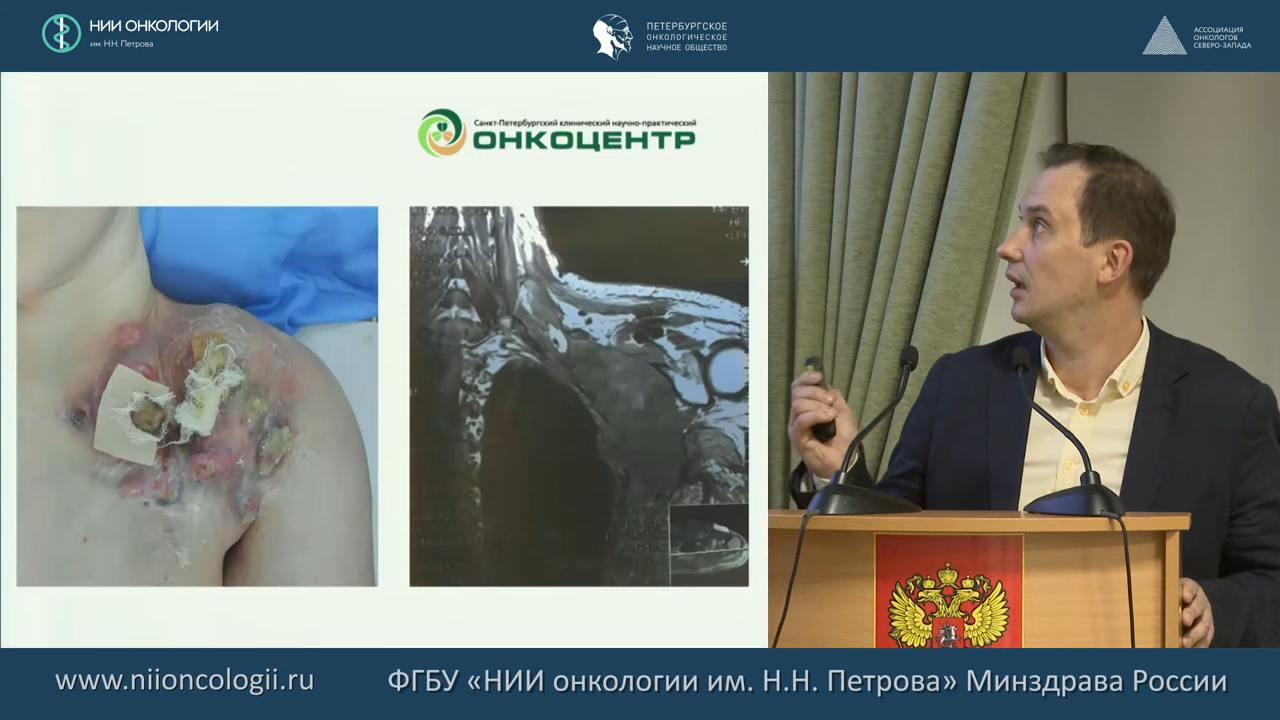 НИИ ОНКОЛОГИИ
им. Н.Н. Петрова
ПЕТЕРБУРГСКОЕ
ОНКОЛОГИЧЕСКОЕ
НАУЧНОЕ ОБЩЕСТВО
АССОЦИАЦИЯ
ОНКОЛОГОВ
СЕВЕРО-ЗАПАДА
Санкт-Петербургский клинический научно-практический
ОНКОЦЕНТР
www.niioncologii.ru
ФГБУ «НИИ онкологии им. Н.Н. Петрова» Минздрава России